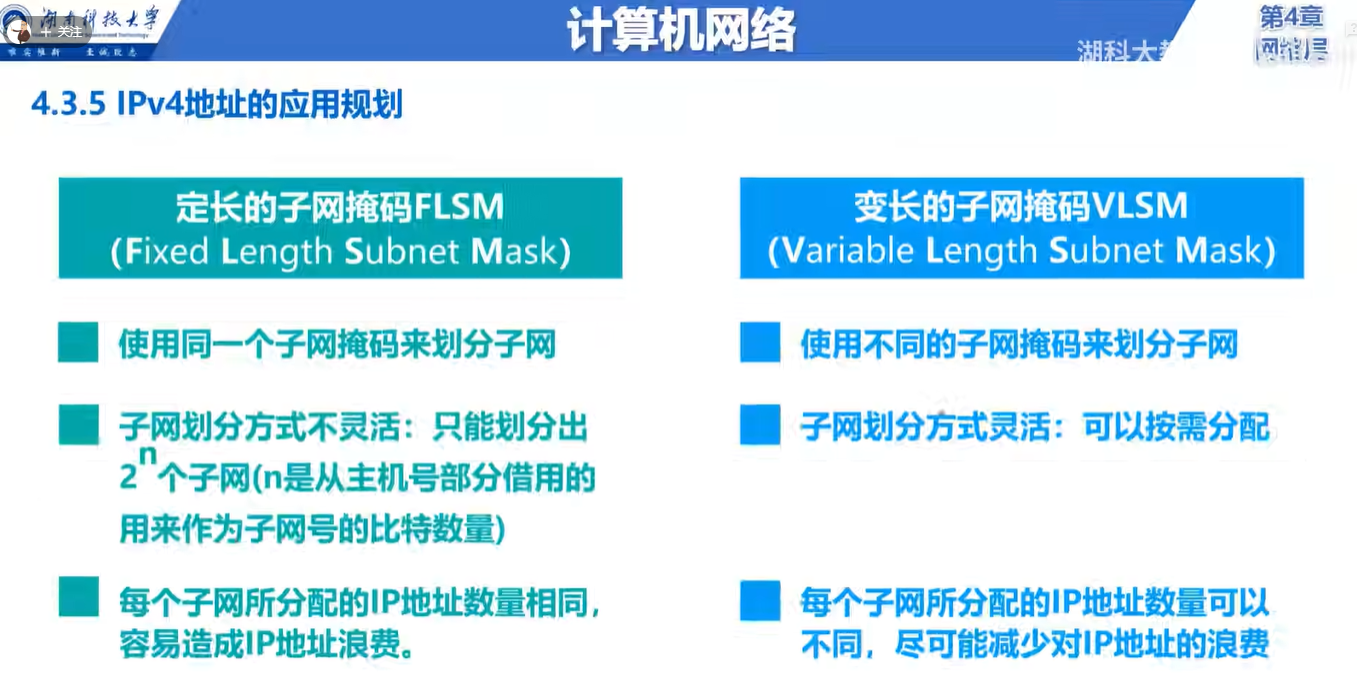 湖南科技大学
+ 关注
计算机网络
第4章
网络层
湖科大教
4.3.5 IPv4地址的应用规划
定长的子网掩码FLSM
(Fixed Length Subnet Mask)
使用同一个子网掩码来划分子网
子网划分方式不灵活：只能划分出
2ⁿ个子网(n是从主机号部分借用的
用来作为子网号的比特数量)
每个子网所分配的IP地址数量相同，
容易造成IP地址浪费。
变长的子网掩码VLSM
(Variable Length Subnet Mask)
使用不同的子网掩码来划分子网
子网划分方式灵活：可以按需分配
每个子网所分配的IP地址数量可以
不同，尽可能减少对IP地址的浪费